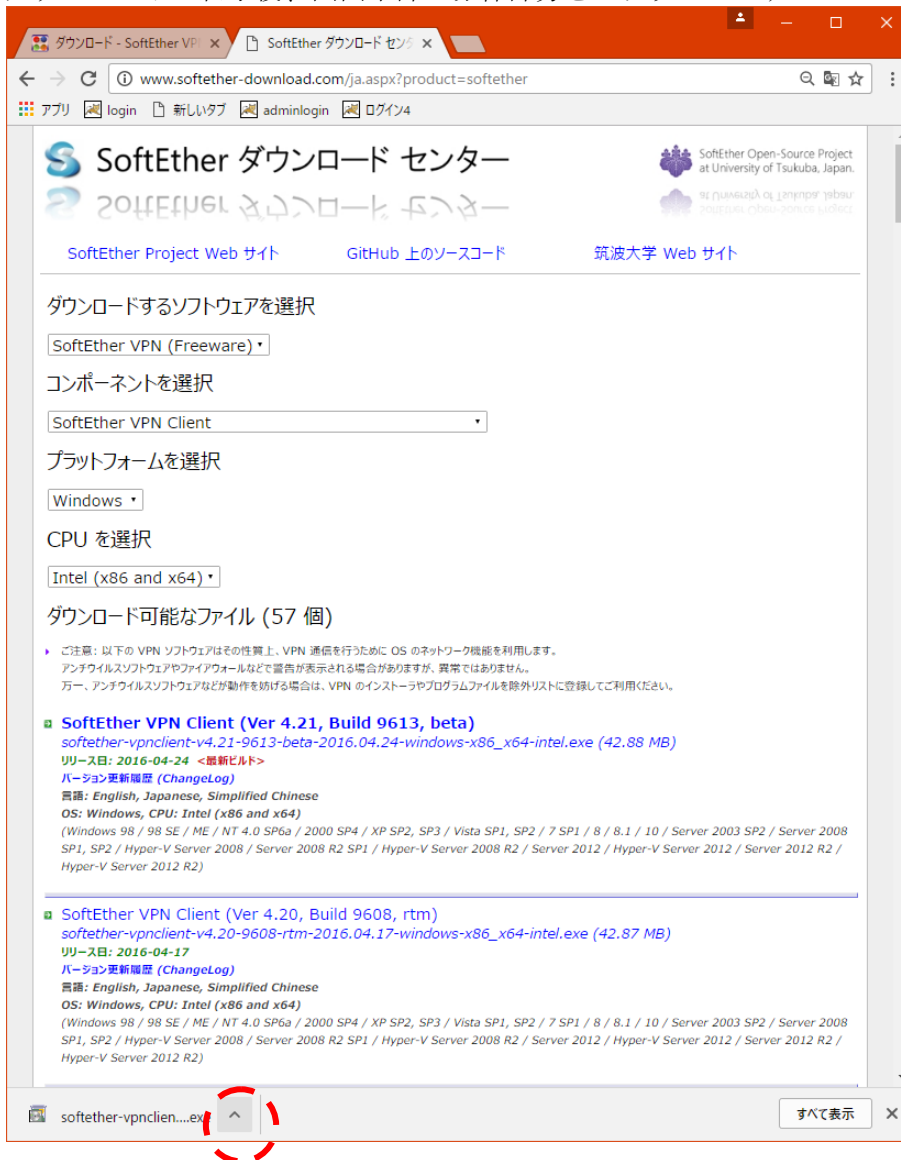 ダウンロード - SoftEther VP
SoftEther ダウンロード セン
www.softether-download.com/ja.aspx?product=softether
アプリ login 新しいタブ adminlogin ログイン4
SoftEther ダウンロード センター
SoftEther Open-Source Project
at University of Tsukuba, Japan.
SoftEther Project Web サイト GitHub 上のソースコード 筑波大学 Web サイト
ダウンロードするソフトウェアを選択
SoftEther VPN (Freeware)
コンポーネントを選択
SoftEther VPN Client
プラットフォームを選択
Windows
CPU を選択
Intel (x86 and x64)
ダウンロード可能なファイル (57 個)
ご注意: 以下の VPN ソフトウェアはその性質上、VPN 通信を行うために OS のネットワーク機能を利用します。
アンチウイルスソフトウェアやファイアウォールなどで警告が表示される場合がありますが、異常ではありません。
万一、アンチウイルスソフトウェアなどが動作を妨げる場合は、VPN のインストーラやプログラムファイルを除外リストに登録してご利用ください。
SoftEther VPN Client (Ver 4.21, Build 9613, beta)
softether-vpnclient-v4.21-9613-beta-2016.04.24-windows-x86_x64-intel.exe (42.88 MB)
リリース日: 2016-04-24 <最新ビルド>
バージョン更新履歴 (ChangeLog)
言語: English, Japanese, Simplified Chinese
OS: Windows, CPU: Intel (x86 and x64)
(Windows 98 / 98 SE / ME / NT 4.0 SP6a / 2000 SP4 / XP SP2, SP3 / Vista SP1, SP2 / 7 SP1 / 8 / 8.1 / 10 / Server 2003 SP2 / Server 2008
SP1, SP2 / Hyper-V Server 2008 / Server 2008 R2 SP1 / Hyper-V Server 2008 R2 / Server 2012 / Hyper-V Server 2012 / Server 2012 R2 /
Hyper-V Server 2012 R2)
SoftEther VPN Client (Ver 4.20, Build 9608, rtm)
softether-vpnclient-v4.20-9608-rtm-2016.04.17-windows-x86_x64-intel.exe (42.87 MB)
リリース日: 2016-04-17
バージョン更新履歴 (ChangeLog)
言語: English, Japanese, Simplified Chinese
OS: Windows, CPU: Intel (x86 and x64)
(Windows 98 / 98 SE / ME / NT 4.0 SP6a / 2000 SP4 / XP SP2, SP3 / Vista SP1, SP2 / 7 SP1 / 8 / 8.1 / 10 / Server 2003 SP2 / Server 2008
SP1, SP2 / Hyper-V Server 2008 / Server 2008 R2 SP1 / Hyper-V Server 2008 R2 / Server 2012 / Hyper-V Server 2012 / Server 2012 R2 /
Hyper-V Server 2012 R2)
softether-vpnclien....exe すべて表示